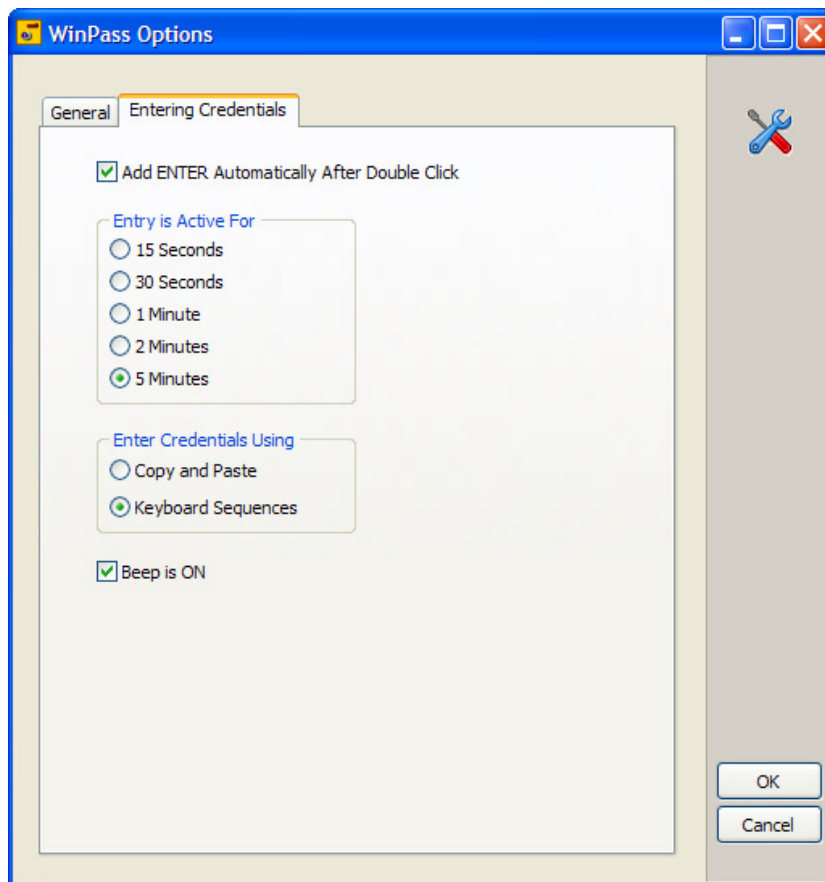 WinPass Options
General
Entering Credentials
Add ENTER Automatically After Double Click
Entry is Active For
15 Seconds
30 Seconds
1 Minute
2 Minutes
5 Minutes
Enter Credentials Using
Copy and Paste
Keyboard Sequences
Beep is ON
OK
Cancel